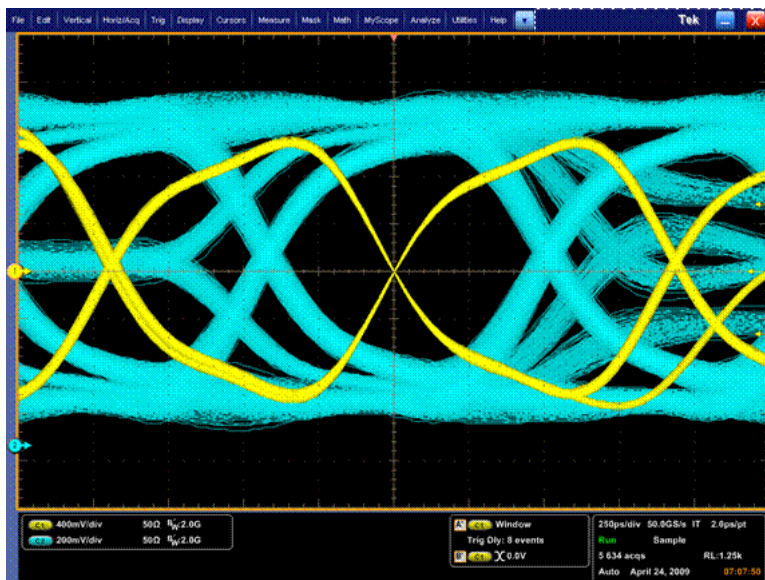 File Edit Vertical Horiz/Acq Trig Display Cursors Measure Mask Math MyScope Analyze Utilities Help Tek X
1
2
C1 400mV/div 50Ω BW:2.0G
C2 200mV/div 50Ω BW:2.0G
A' C1 Window
Trig Dly: 8 events
B' C1 0.0V
250ps/div 50.0GS/s IT 2.0ps/pt
Run Sample
5 634 acqs RL:1.25k
Auto April 24, 2009 07:07:50